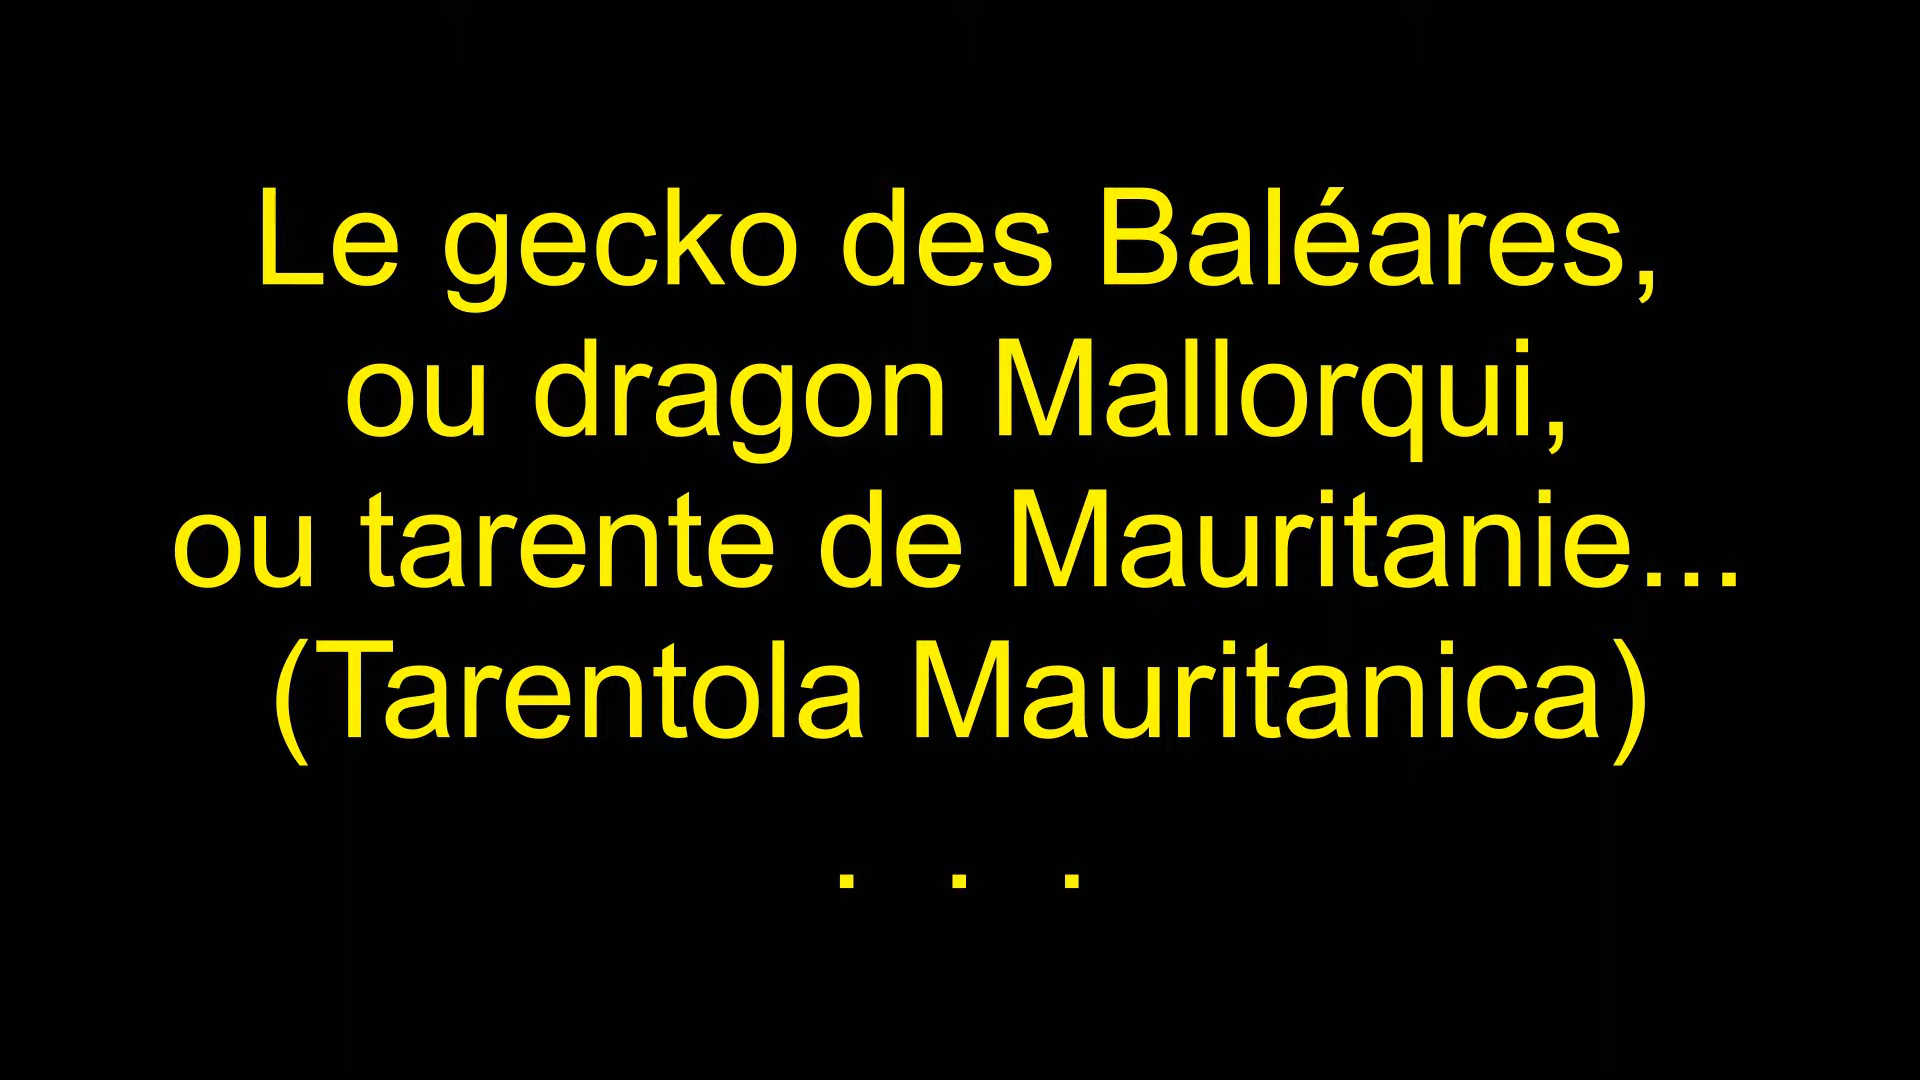 Le gecko des Baléares,
ou dragon Mallorqui,
ou tarente de Mauritanie...
(Tarentola Mauritanica)
. . .